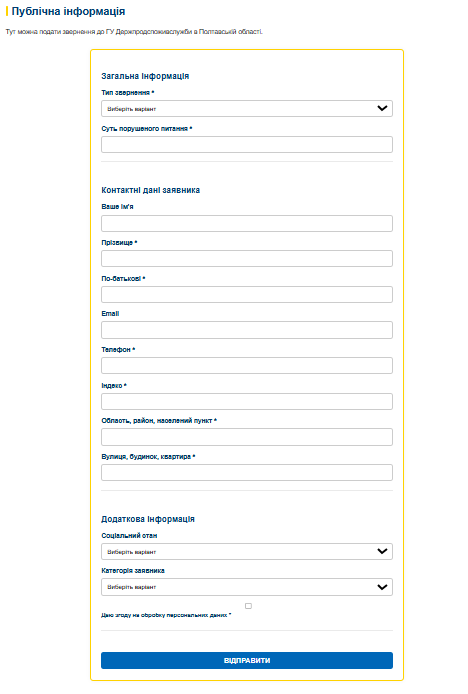 Публічна інформація
Тут можна подати звернення до ГУ Держпродспоживслужби в Полтавській області.
Загальна інформація
Тип звернення *
Виберіть варіант
Суть порушеного питання *
Контактні дані заявника
Ваше ім'я
Прізвище *
По-батькові *
Email
Телефон *
Індекс *
Область, район, населений пункт *
Вулиця, будинок, квартира *
Додаткова інформація
Соціальний стан
Виберіть варіант
Категорія заявника
Виберіть варіант
Даю згоду на обробку персональних даних *
ВІДПРАВИТИ